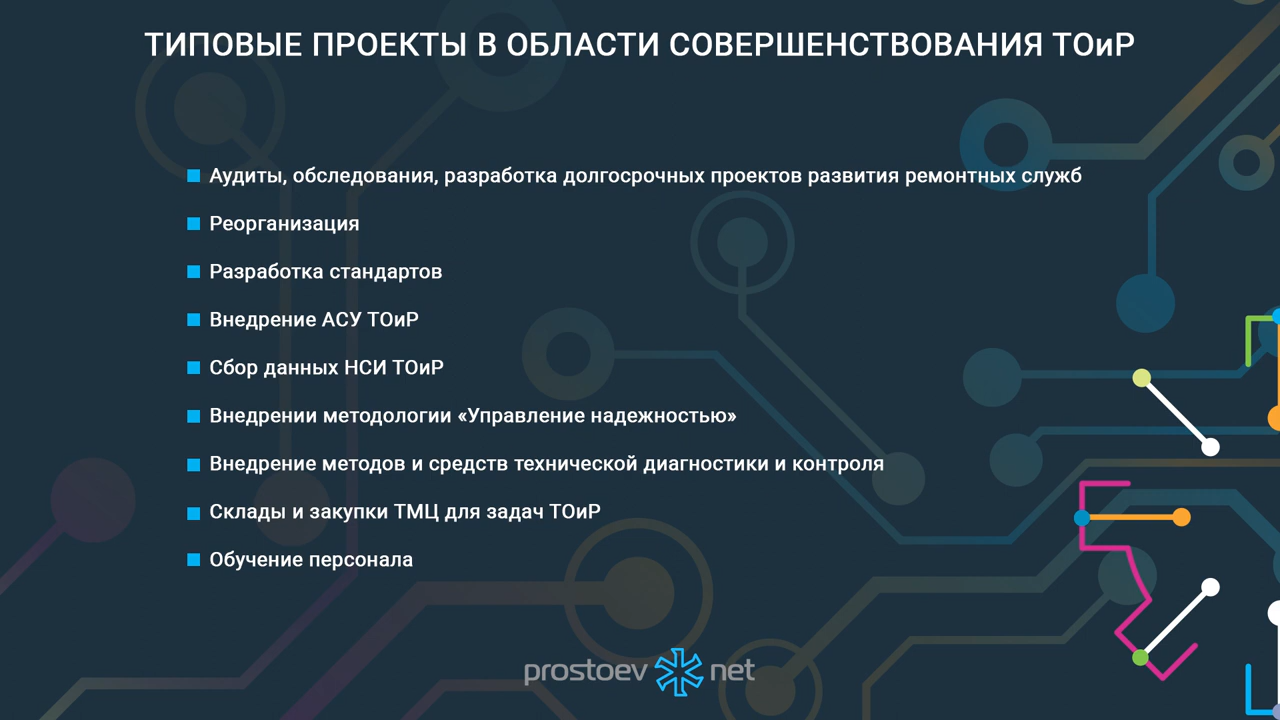 ТИПОВЫЕ ПРОЕКТЫ В ОБЛАСТИ СОВЕРШЕНСТВОВАНИЯ ТОиР
Аудиты, обследования, разработка долгосрочных проектов развития ремонтных служб
Реорганизация
Разработка стандартов
Внедрение АСУ ТОиР
Сбор данных НСИ ТОиР
Внедрении методологии «Управление надежностью»
Внедрение методов и средств технической диагностики и контроля
Склады и закупки ТМЦ для задач ТОиР
Обучение персонала
prostoev net